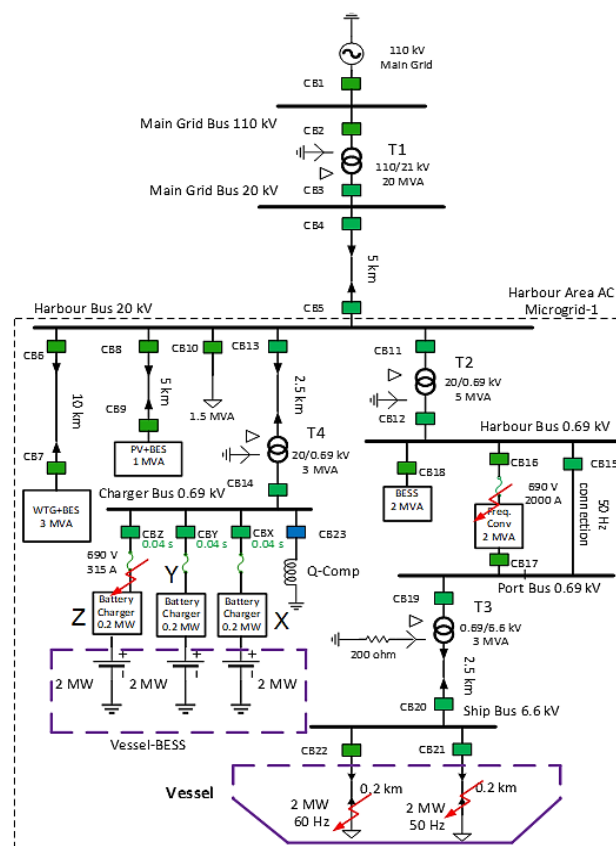 110 kV
Main Grid
CB1
Main Grid Bus 110 kV
CB2
T1
110/21 kV
20 MVA
Main Grid Bus 20 kV
CB3
CB4
5 km
Harbour Area AC
Microgrid-1
CB5
Harbour Bus 20 kV
CB6
CB8
CB10
CB13
CB11
T2
20/0.69 kV
5 MVA
CB12
10 km
5 km
2.5 km
CB9
1.5 MVA
PV+BES
1 MVA
T4
20/0.69 kV
3 MVA
CB7
WTG+BES
3 MVA
CB14
Charger Bus 0.69 kV
Harbour Bus 0.69 kV
CB18
CB16
CB15
BESS
2 MVA
690 V
2000 A
Freq.
Conv
2 MVA
50 Hz
connection
CB17
Port Bus 0.69 kV
CBZ
CBY
CBX
CB23
0.04 s
0.04 s
0.04 s
690 V
315 A
Y
Q-Comp
Z
Battery
Charger
0.2 MW
Battery
Charger
0.2 MW
Battery
Charger
0.2 MW
X
CB19
T3
0.69/6.6 kV
3 MVA
200 ohm
2.5 km
+
-
+
-
+
-
2 MW
2 MW
2 MW
Vessel-BESS
CB20
Ship Bus 6.6 kV
CB22
CB21
Vessel
0.2 km
0.2 km
2 MW
60 Hz
2 MW
50 Hz